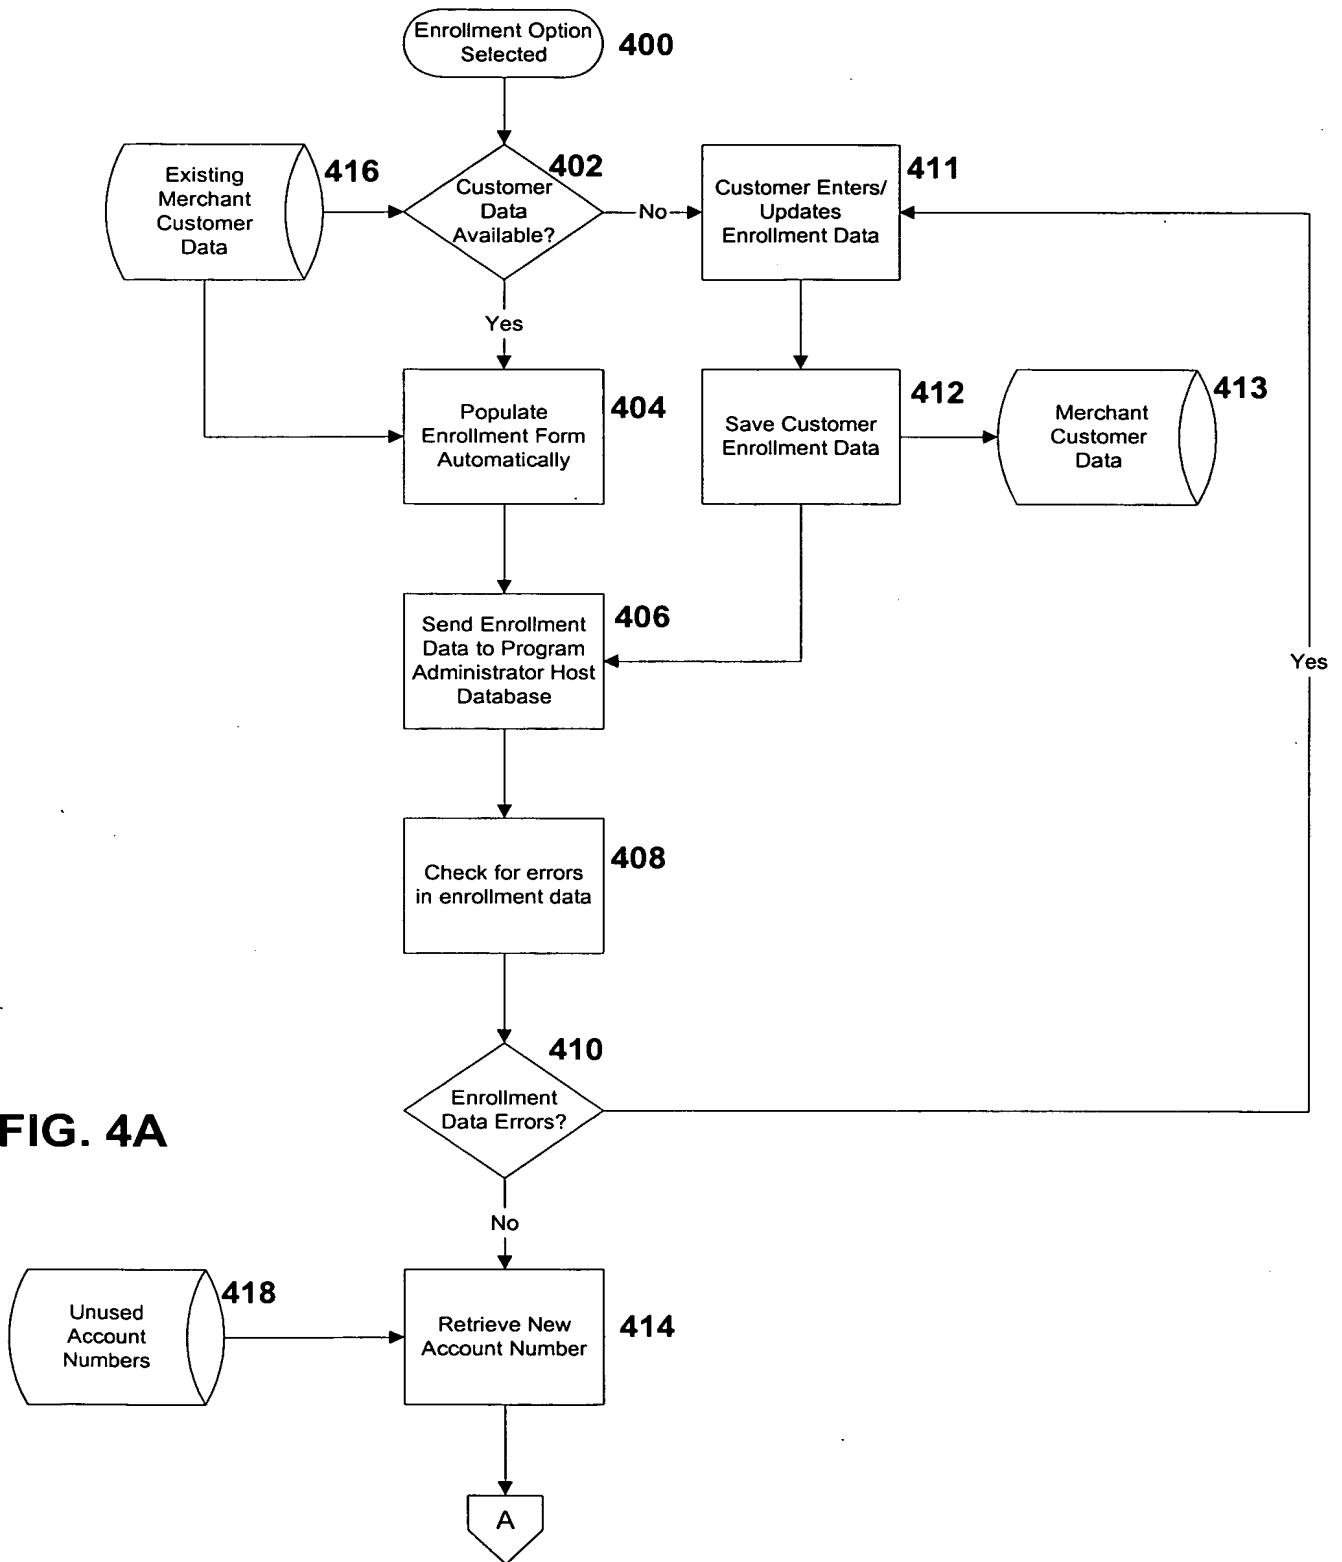 Enrollment Option
Selected
400
Existing
Merchant
Customer
Data
416
402
Customer
Data
Available?
No
411
Customer Enters/
Updates
Enrollment Data
Yes
Populate
Enrollment Form
Automatically
404
Save Customer
Enrollment Data
412
Merchant
Customer
Data
413
Send Enrollment
Data to Program
Administrator Host
Database
406
Yes
Check for errors
in enrollment data
408
410
Enrollment
Data Errors?
FIG. 4A
No
Unused
Account
Numbers
418
Retrieve New
Account Number
414
A